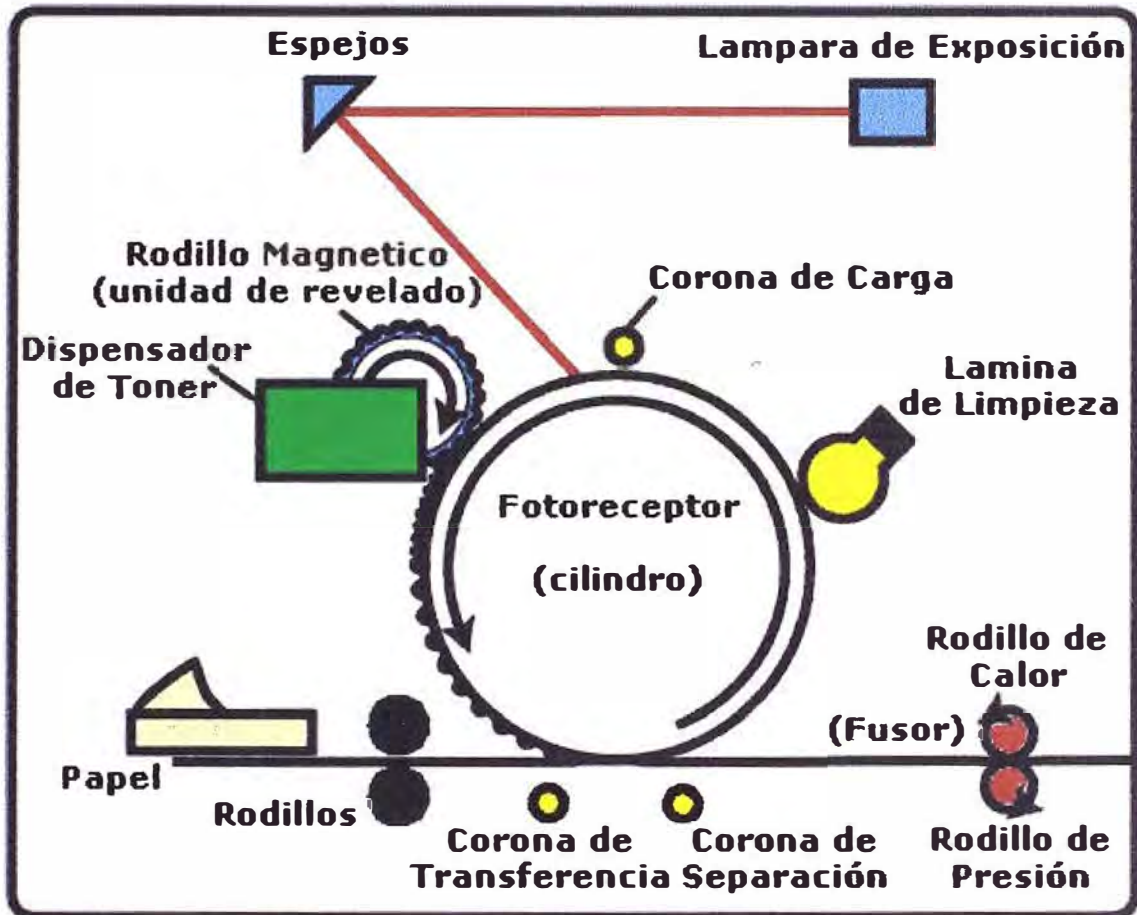 Espejos
Lampara de Exposición
Rodillo Magnetico
(unidad de revelado)
Corona de Carga
Dispensador
de Toner
Lamina
de Limpieza
Fotoreceptor
(cilindro)
Rodillo de
Calor
(Fusor)
Papel
Rodillos
Corona de
Transferencia
Corona de
Separación
Rodillo de
Presión